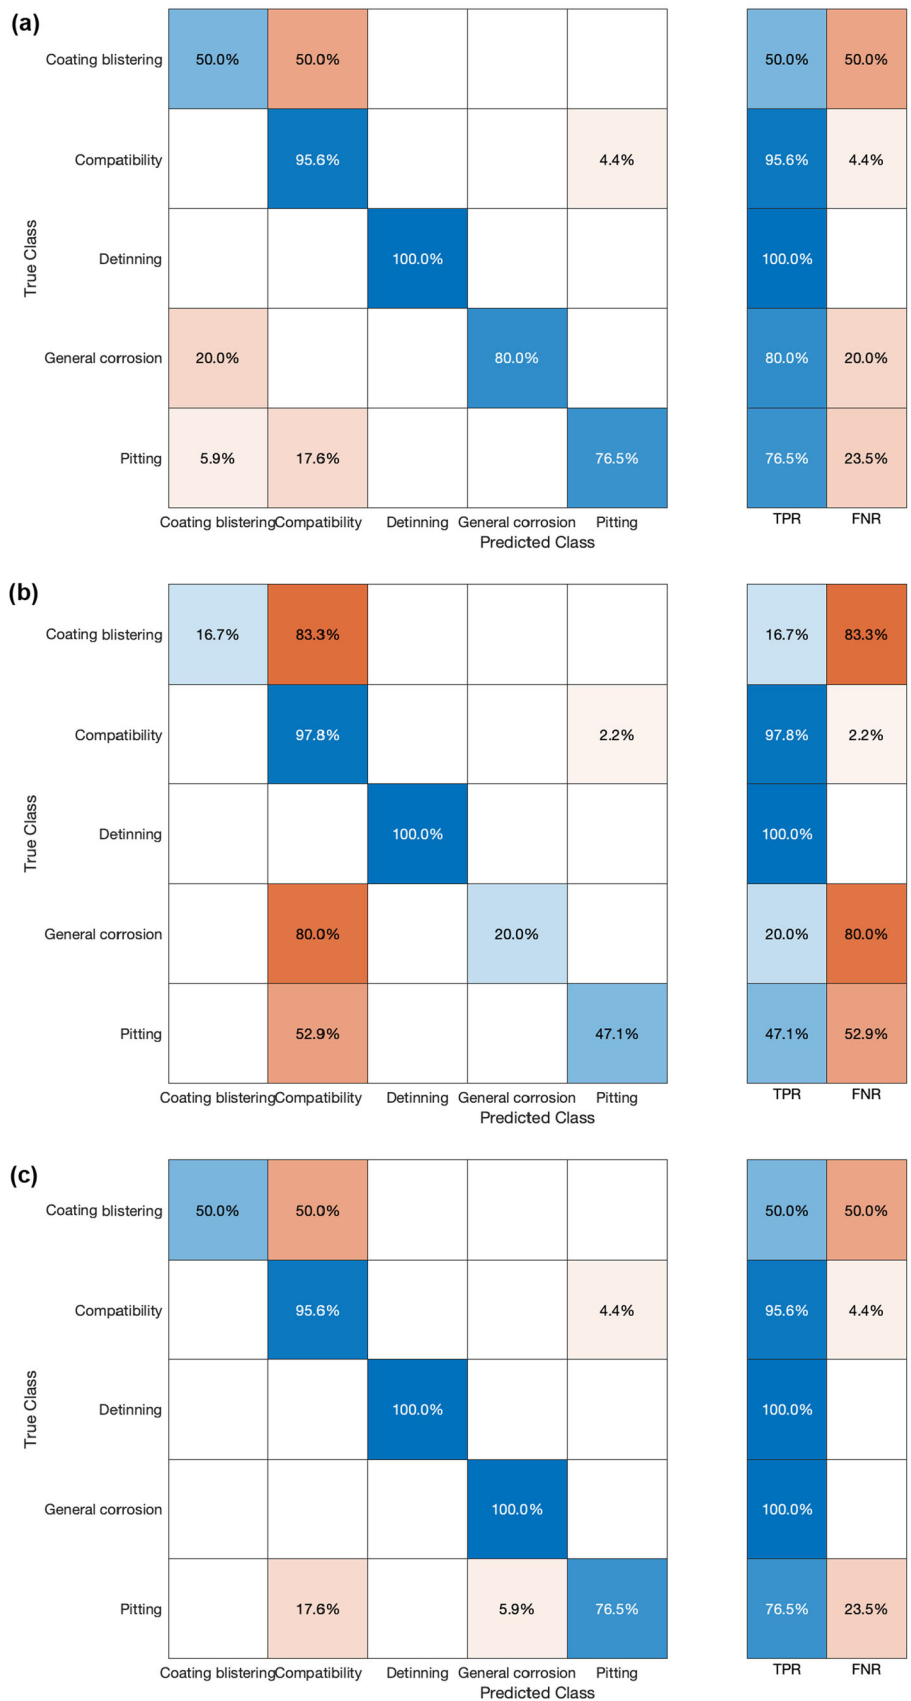 (a)
Coating blistering 50.0% 50.0% 50.0% 50.0%
Compatibility 95.6% 4.4% 95.6% 4.4%
Detinning 100.0% 100.0%
True Class
General corrosion 20.0% 80.0% 80.0% 20.0%
Pitting 5.9% 17.6% 76.5% 76.5% 23.5%
Coating blistering Compatibility Detinning General corrosion Pitting TPR FNR
Predicted Class
(b)
Coating blistering 16.7% 83.3% 16.7% 83.3%
Compatibility 97.8% 2.2% 97.8% 2.2%
Detinning 100.0% 100.0%
True Class
General corrosion 80.0% 20.0% 20.0% 80.0%
Pitting 52.9% 47.1% 47.1% 52.9%
Coating blistering Compatibility Detinning General corrosion Pitting TPR FNR
Predicted Class
(c)
Coating blistering 50.0% 50.0% 50.0% 50.0%
Compatibility 95.6% 4.4% 95.6% 4.4%
Detinning 100.0% 100.0%
True Class
General corrosion 100.0% 100.0%
Pitting 17.6% 5.9% 76.5% 76.5% 23.5%
Coating blistering Compatibility Detinning General corrosion Pitting TPR FNR
Predicted Class